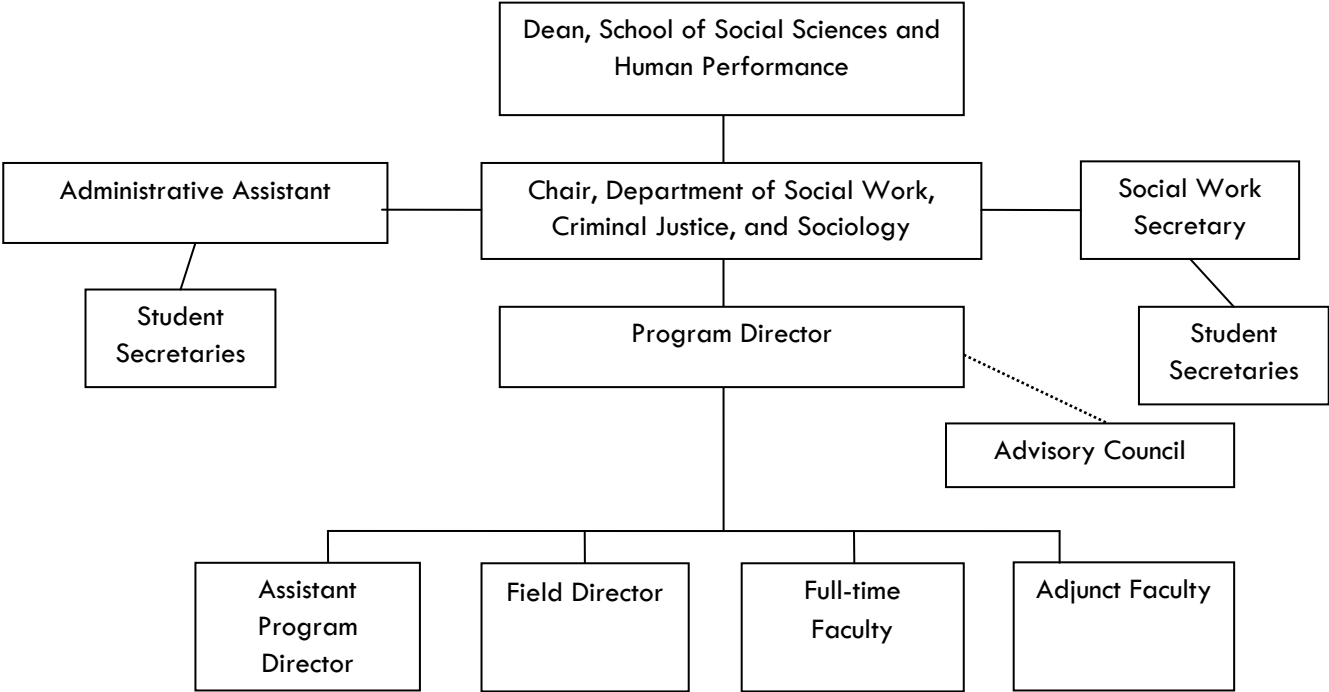 Dean, School of Social Sciences and
Human Performance
Administrative Assistant
Chair, Department of Social Work,
Criminal Justice, and Sociology
Social Work
Secretary
Student
Secretaries
Program Director
Student
Secretaries
Advisory Council
Assistant
Program
Director
Field Director
Full-time
Faculty
Adjunct Faculty